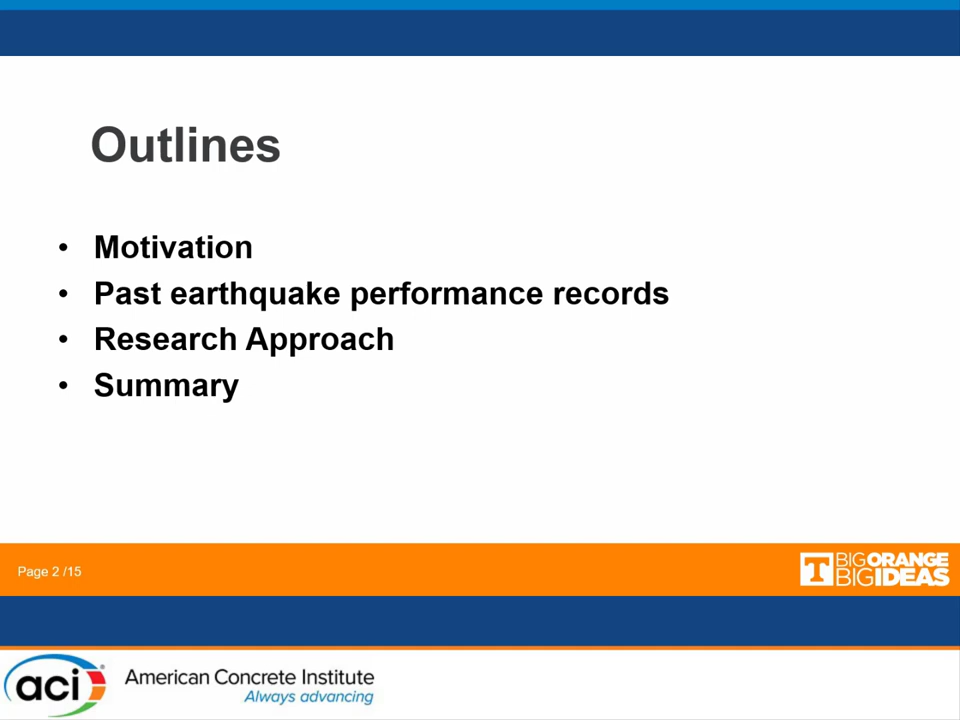 Outlines
• Motivation
• Past earthquake performance records
• Research Approach
• Summary
Page 2 /15
T BIG ORANGE
BIG IDEAS
aci American Concrete Institute
Always advancing